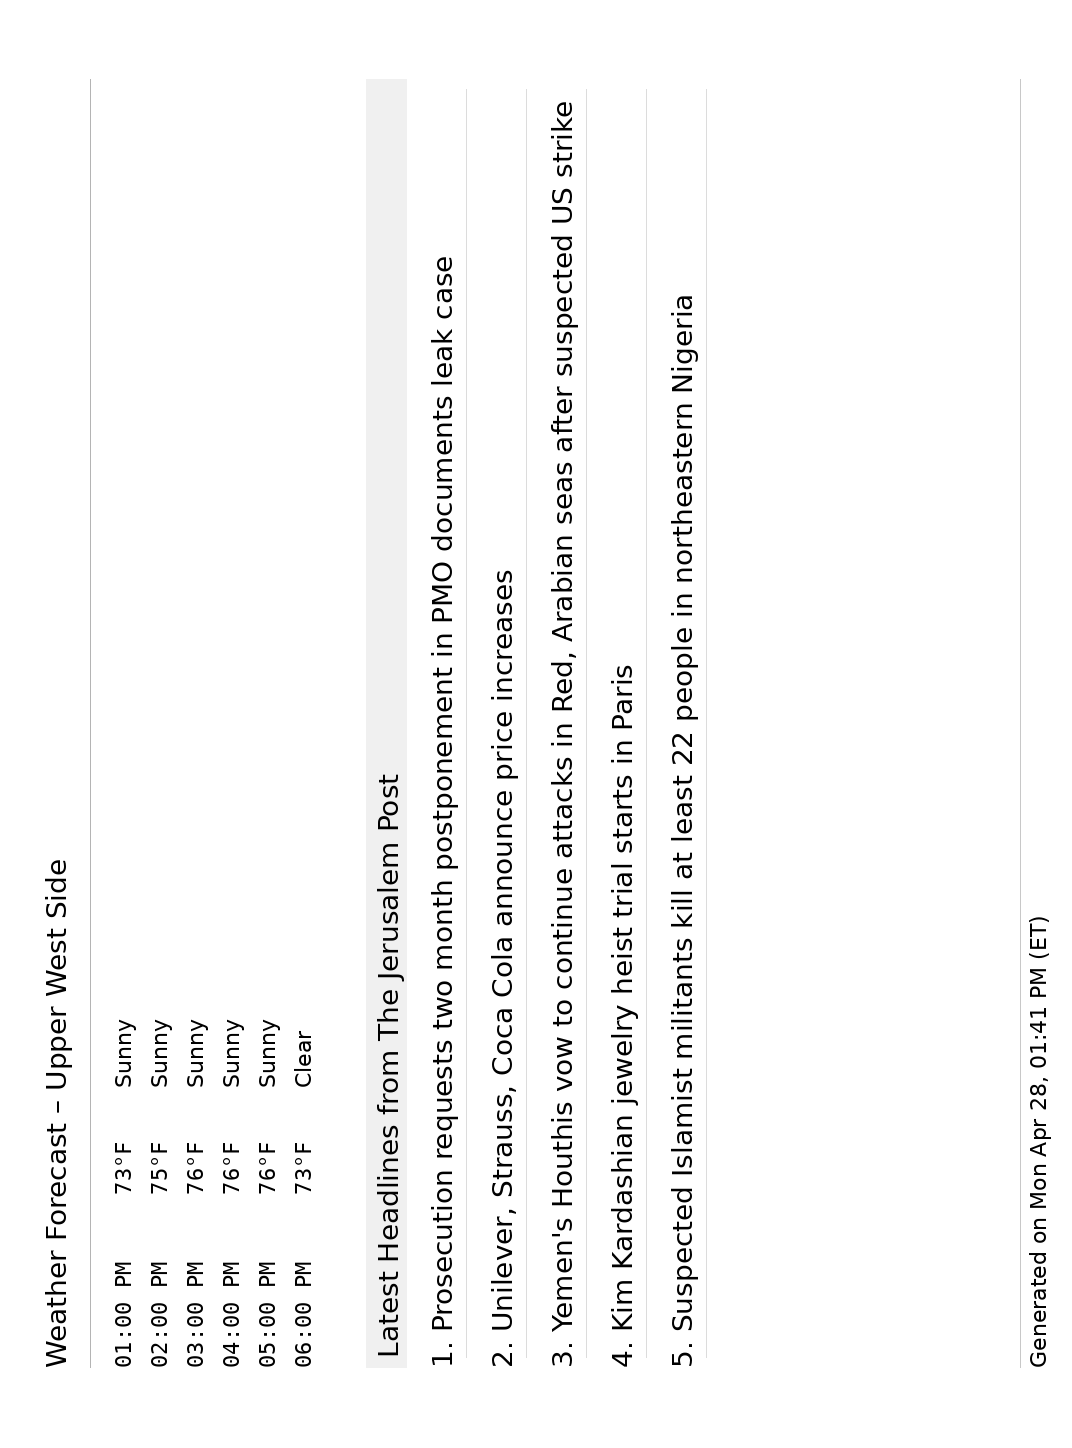 Weather Forecast – Upper West Side
01:00 PM 73°F Sunny
02:00 PM 75°F Sunny
03:00 PM 76°F Sunny
04:00 PM 76°F Sunny
05:00 PM 76°F Sunny
06:00 PM 73°F Clear
Latest Headlines from The Jerusalem Post
1. Prosecution requests two month postponement in PMO documents leak case
2. Unilever, Strauss, Coca Cola announce price increases
3. Yemen's Houthis vow to continue attacks in Red, Arabian seas after suspected US strike
4. Kim Kardashian jewelry heist trial starts in Paris
5. Suspected Islamist militants kill at least 22 people in northeastern Nigeria
Generated on Mon Apr 28, 01:41 PM (ET)